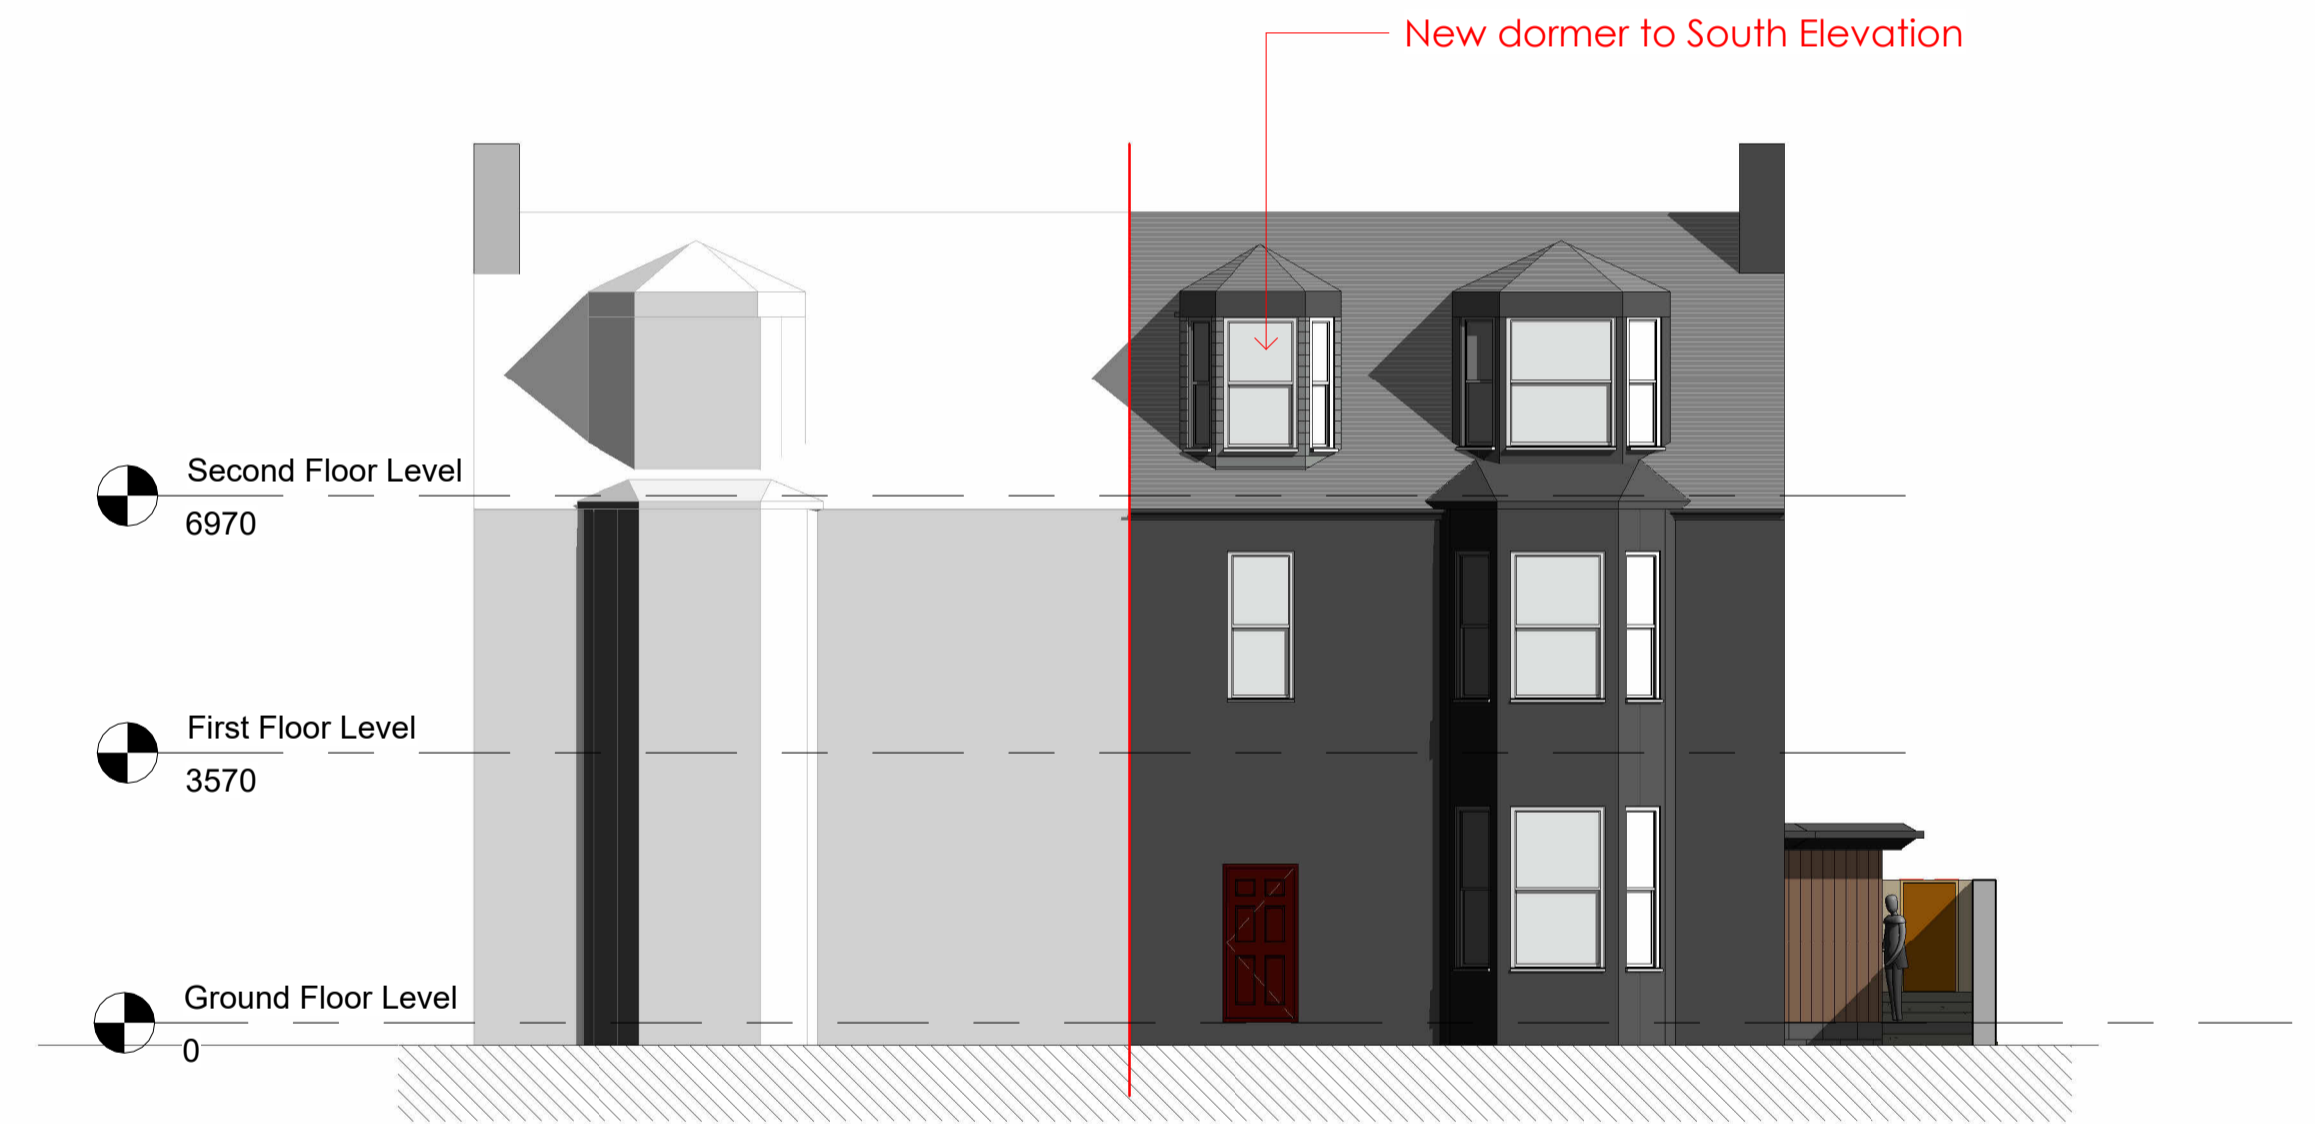 New dormer to South Elevation
Second Floor Level
6970
First Floor Level
3570
Ground Floor Level
0